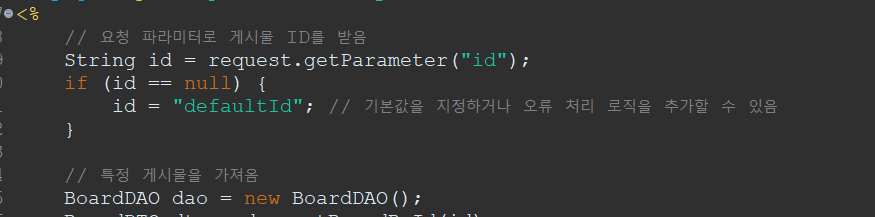 <%
// 요청 파라미터로 게시물 ID를 받음
String id = request.getParameter("id");
if (id == null) {
id = "defaultId"; // 기본값을 지정하거나 오류 처리 로직을 추가할 수 있음
}
// 특정 게시물을 가져옴
BoardDAO dao = new BoardDAO();